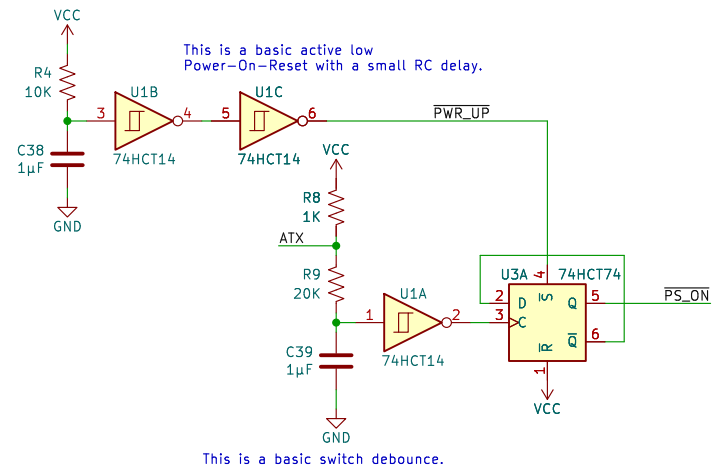 VCC
This is a basic active low
Power-On-Reset with a small RC delay.
R4
10K
U1B
U1C
3
4
5
6
PWR_UP
74HCT14
74HCT14
C38
1µF
GND
VCC
R8
1K
ATX
R9
20K
U1A
1
2
74HCT14
C39
1µF
GND
U3A
4
74HCT74
S
2
D
Q
5
PS_ON
3
C
Q
6
R
1
VCC
This is a basic switch debounce.